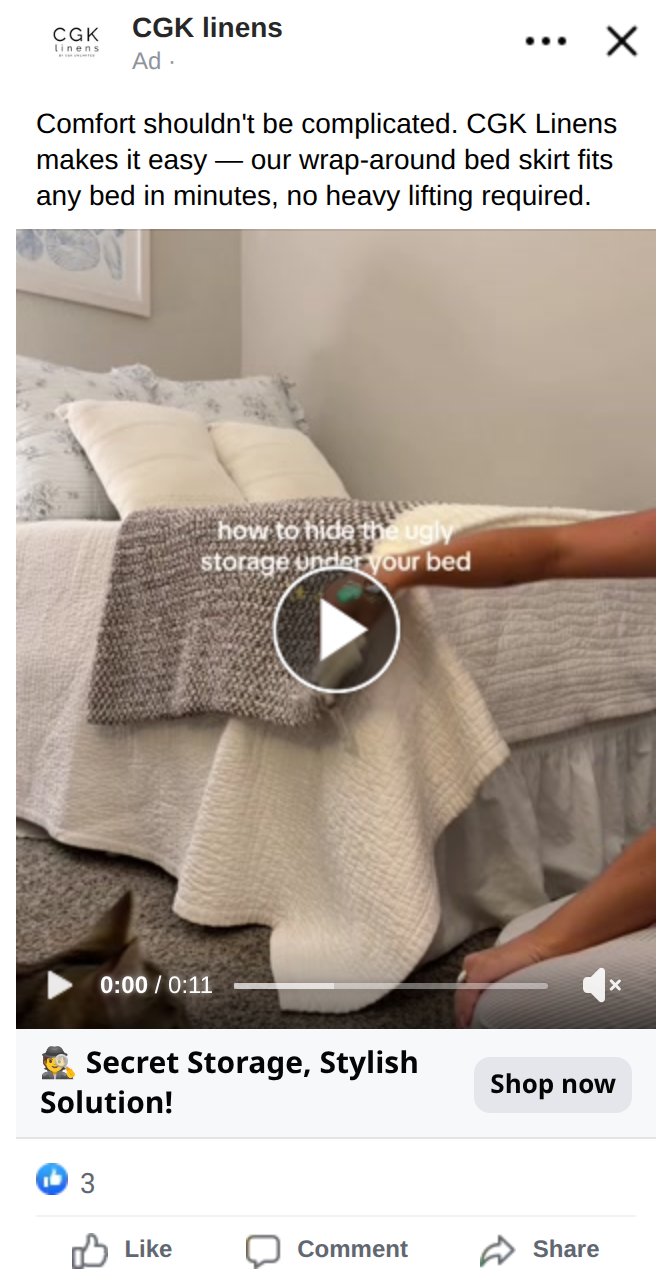 CGK
linens
CGK linens
Ad ·
Comfort shouldn't be complicated. CGK Linens
makes it easy — our wrap-around bed skirt fits
any bed in minutes, no heavy lifting required.
how to hide the ugly
storage under your bed
0:00 / 0:11
🕵️ Secret Storage, Stylish
Solution!
Shop now
3
Like Comment Share